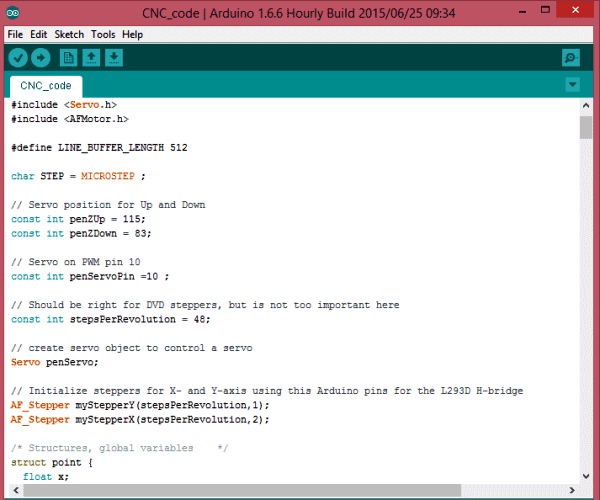 CNC_code | Arduino 1.6.6 Hourly Build 2015/06/25 09:34
File Edit Sketch Tools Help
CNC_code
#include <Servo.h>
#include <AFMotor.h>
#define LINE_BUFFER_LENGTH 512
char STEP = MICROSTEP ;
// Servo position for Up and Down
const int penZUp = 115;
const int penZDown = 83;
// Servo on PWM pin 10
const int penServoPin =10 ;
// Should be right for DVD steppers, but is not too important here
const int stepsPerRevolution = 48;
// create servo object to control a servo
Servo penServo;
// Initialize steppers for X- and Y-axis using this Arduino pins for the L293D H-bridge
AF_Stepper myStepperY(stepsPerRevolution,1);
AF_Stepper myStepperX(stepsPerRevolution,2);
/* Structures, global variables    */
struct point {
  float x;